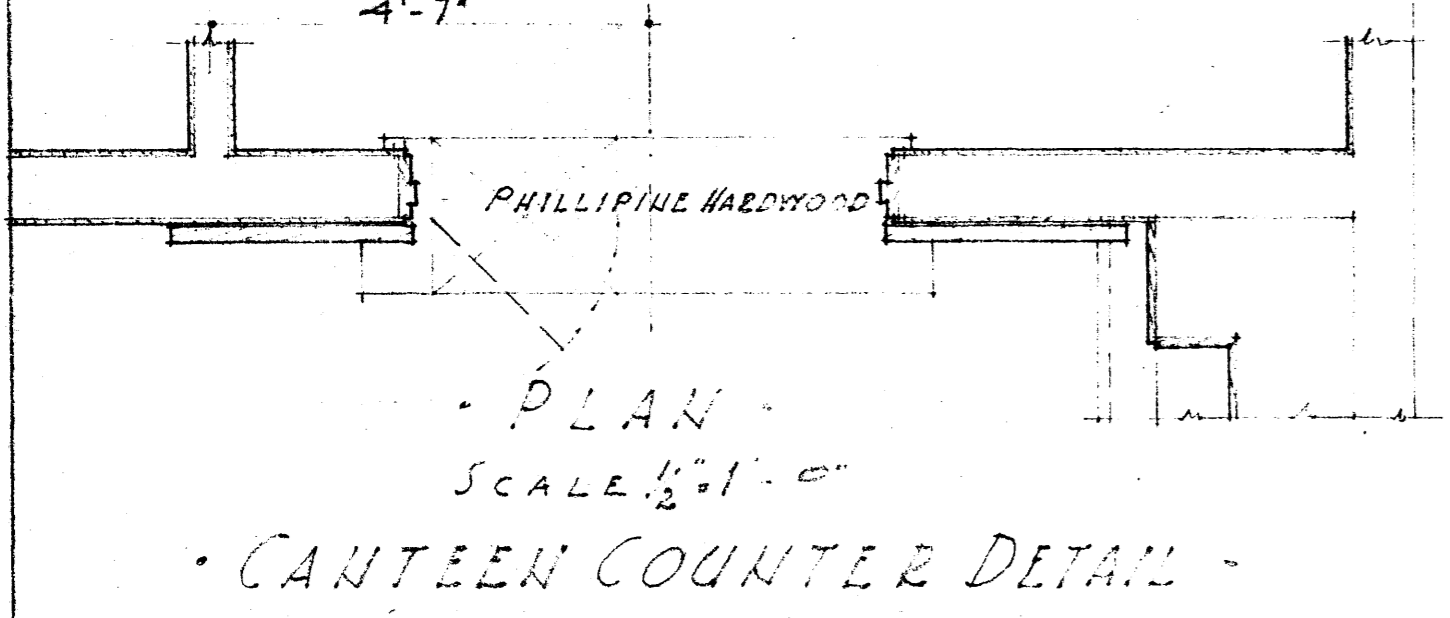 4'-7"
PHILLIPINE HARDWOOD
· PLAN ·
SCALE ½" = 1'-0"
· CANTEEN COUNTER DETAIL ·